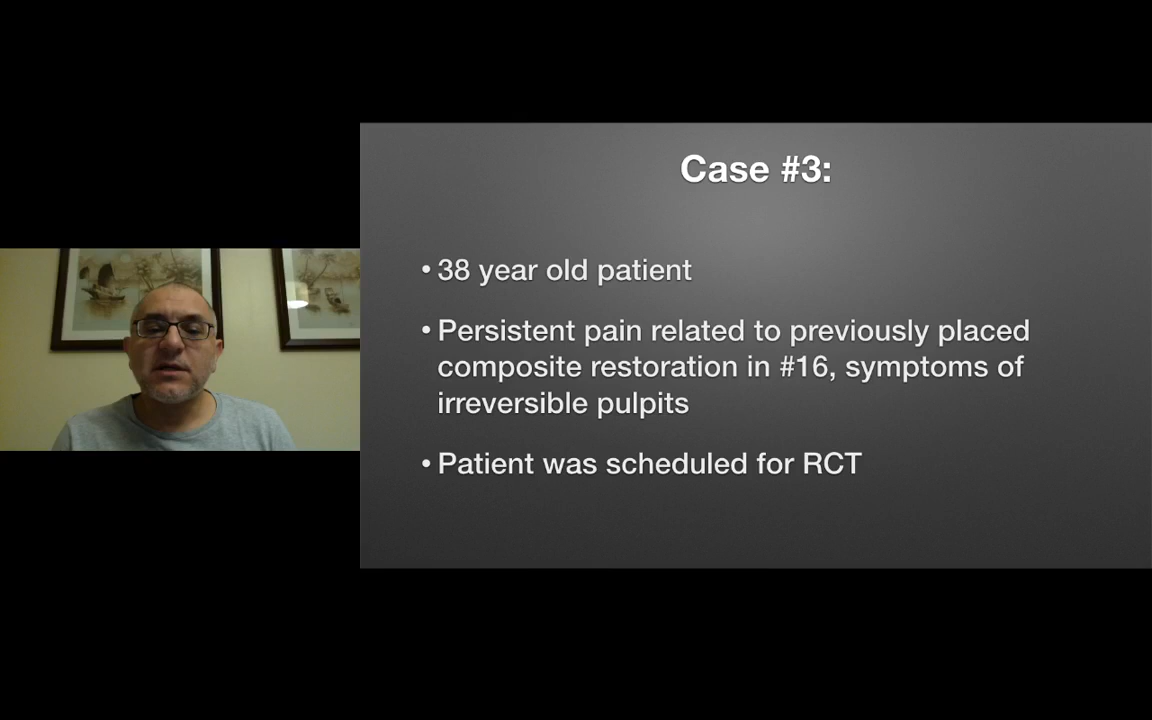 Case #3:
• 38 year old patient
• Persistent pain related to previously placed
composite restoration in #16, symptoms of
irreversible pulpits
• Patient was scheduled for RCT